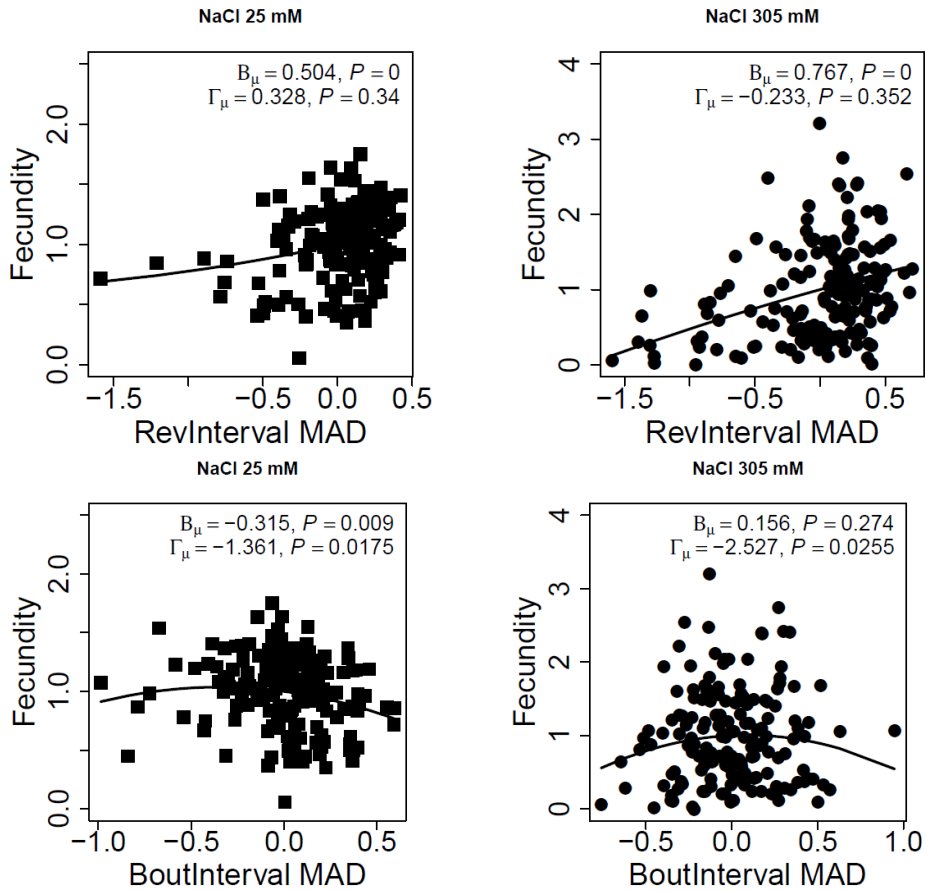 NaCl 25 mM
Bμ = 0.504, P = 0
Γμ = 0.328, P = 0.34
Fecundity
2.0
1.0
0.0
−1.5 −0.5 0.0 0.5
RevInterval MAD
NaCl 305 mM
Bμ = 0.767, P = 0
Γμ = −0.233, P = 0.352
Fecundity
4
3
2
1
0
−1.5 −0.5 0.0 0.5
RevInterval MAD
NaCl 25 mM
Bμ = −0.315, P = 0.009
Γμ = −1.361, P = 0.0175
Fecundity
2.0
1.0
0.0
−1.0 −0.5 0.0 0.5
BoutInterval MAD
NaCl 305 mM
Bμ = 0.156, P = 0.274
Γμ = −2.527, P = 0.0255
Fecundity
4
3
2
1
0
−0.5 0.0 0.5 1.0
BoutInterval MAD